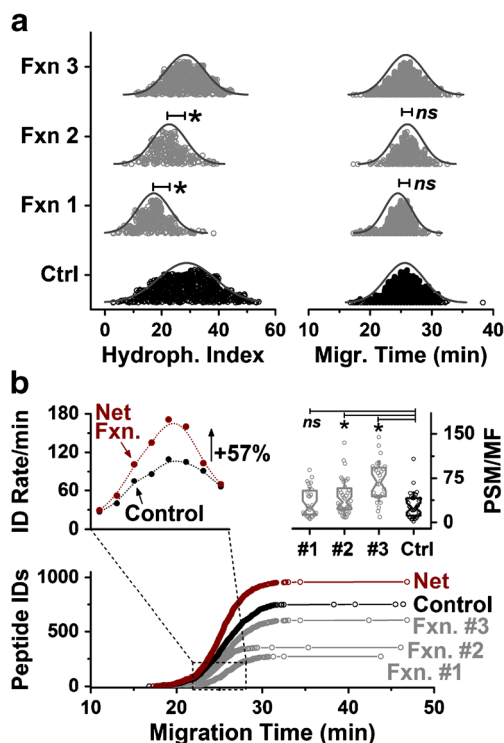 a
Fxn 3
Fxn 2
Fxn 1
Ctrl
*
*
ns
ns
0 20 40 60
10 20 30 40
Hydroph. Index
Migr. Time (min)
b
180
120
60
0
ID Rate/min
Net
Fxn.
+57%
Control
ns
*
*
150
75
0
PSM/MF
#1 #2 #3 Ctrl
1000
500
0
Peptide IDs
Net
Control
Fxn. #3
Fxn. #2
Fxn. #1
10 20 30 40 50
Migration Time (min)